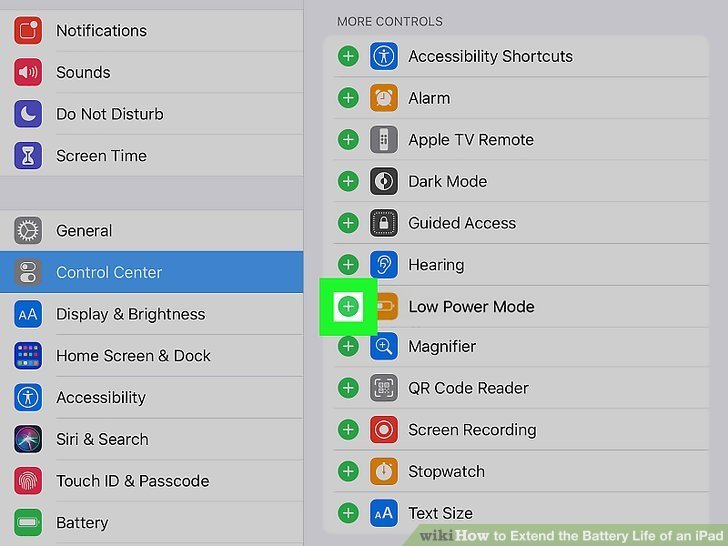 Notifications
Sounds
Do Not Disturb
Screen Time
General
Control Center
AA Display & Brightness
Home Screen & Dock
Accessibility
Siri & Search
Touch ID & Passcode
Battery
MORE CONTROLS
Accessibility Shortcuts
Alarm
Apple TV Remote
Dark Mode
Guided Access
Hearing
Low Power Mode
Magnifier
QR Code Reader
Screen Recording
Stopwatch
AA Text Size
wikiHow to Extend the Battery Life of an iPad